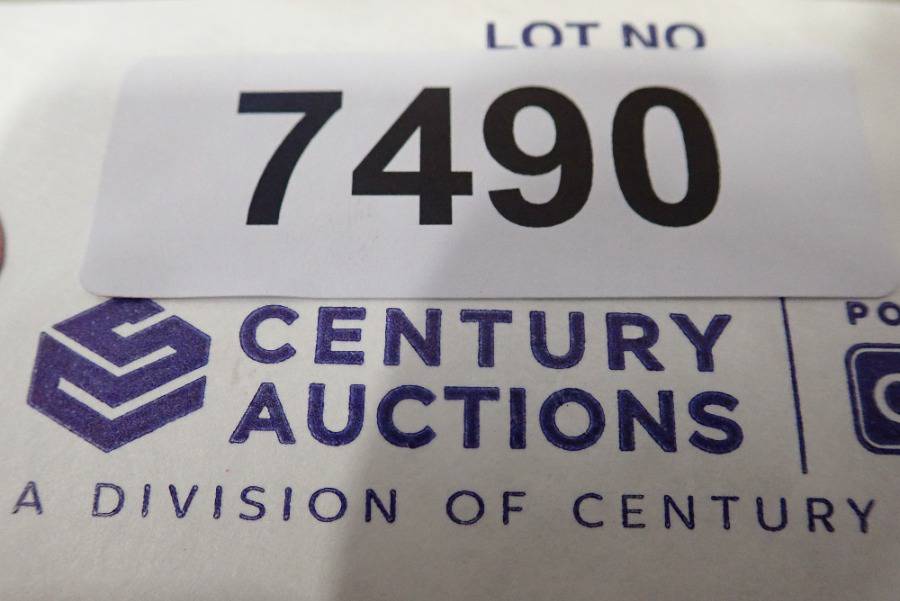 LOT NO
7490
CENTURY
AUCTIONS
A DIVISION OF CENTURY